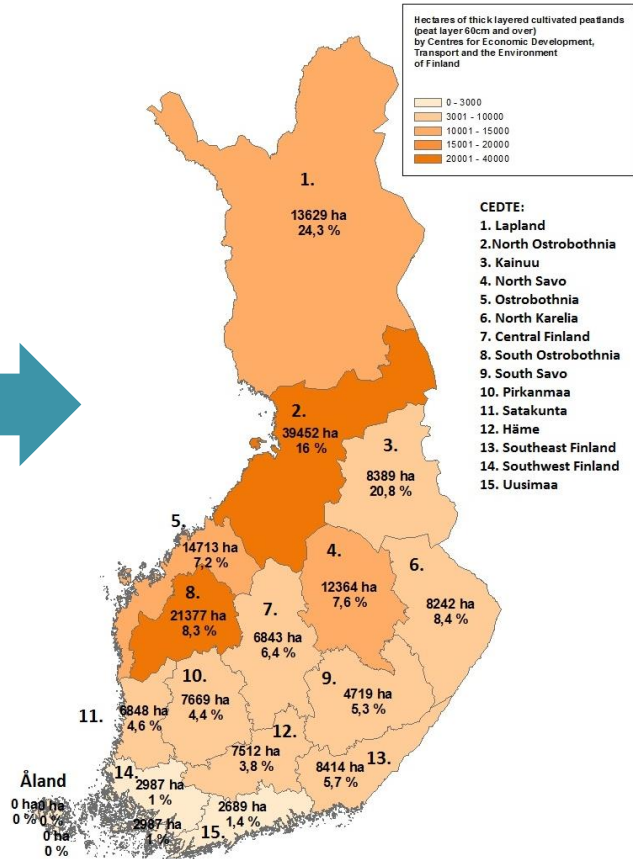 Hectares of thick layered cultivated peatlands
(peat layer 60cm and over)
by Centres for Economic Development,
Transport and the Environment
of Finland
0 - 3000
3001 - 10000
10001 - 15000
15001 - 20000
20001 - 40000
CEDTE:
1. Lapland
2.North Ostrobothnia
3. Kainuu
4. North Savo
5. Ostrobothnia
6. North Karelia
7. Central Finland
8. South Ostrobothnia
9. South Savo
10. Pirkanmaa
11. Satakunta
12. Häme
13. Southeast Finland
14. Southwest Finland
15. Uusimaa
1.
13629 ha
24,3 %
2.
39452 ha
16 %
3.
8389 ha
20,8 %
5.
14713 ha
7,2 %
4.
12364 ha
7,6 %
6.
8242 ha
8,4 %
8.
21377 ha
8,3 %
7.
6843 ha
6,4 %
9.
4719 ha
5,3 %
10.
7669 ha
4,4 %
11.
6848 ha
4,6 %
12.
7512 ha
3,8 %
13.
8414 ha
5,7 %
14.
2987 ha
1 %
2987 ha
1 %
15.
2689 ha
1,4 %
Åland
0 ha
0 %
0 ha
0 %
0 ha
0 %